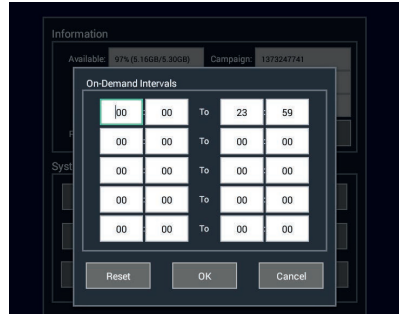 Information
Available: 97% (5.16GB/5.30GB) Campaign: 1373247741
On-Demand Intervals
00 : 00 To 23 : 59
00 : 00 To 00 : 00
00 : 00 To 00 : 00
00 : 00 To 00 : 00
00 : 00 To 00 : 00
Syst
Reset OK Cancel